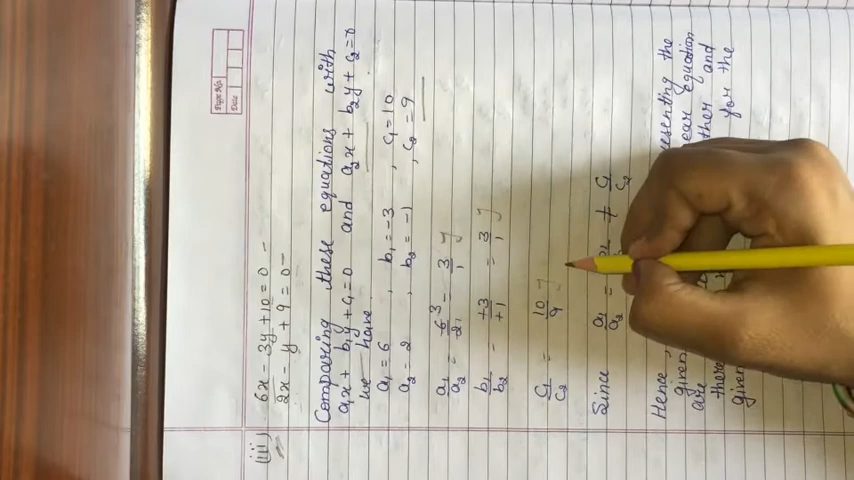 Page No.
Date
(iii) 6x - 3y + 10 = 0 -
2x - y + 9 = 0 -
Comparing these equations with
a₁x + b₁y + c₁ = 0 and a₂x + b₂y + c₂ = 0
we have
a₁ = 6 , b₁ = -3 , c₁ = 10
a₂ = 2 , b₂ = -1 , c₂ = 9
a₁/a₂ = 6³/2₁ = 3/1
b₁/b₂ = +3/+1 = 3/1
c₁/c₂ = 10/9
Since a₁/a₂ = ≠ c₁/c₂
Hence, the
given ear equation
are ther and
there for the
given